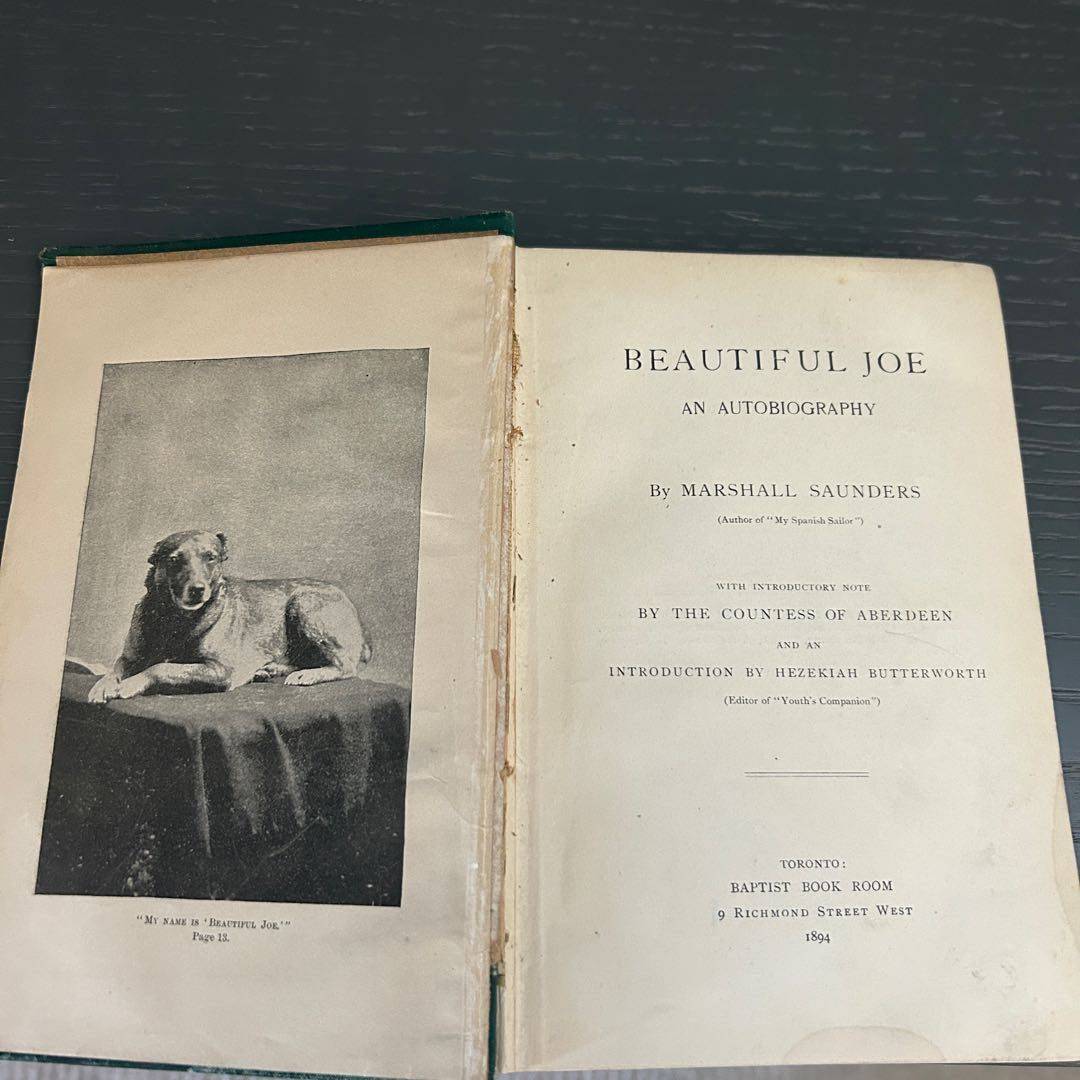 "My name is 'Beautiful Joe.'"
Page 13.
BEAUTIFUL JOE
AN AUTOBIOGRAPHY
By MARSHALL SAUNDERS
(Author of "My Spanish Sailor")
WITH INTRODUCTORY NOTE
BY THE COUNTESS OF ABERDEEN
AND AN
INTRODUCTION BY HEZEKIAH BUTTERWORTH
(Editor of "Youth's Companion")
TORONTO:
BAPTIST BOOK ROOM
9 Richmond Street West
1894